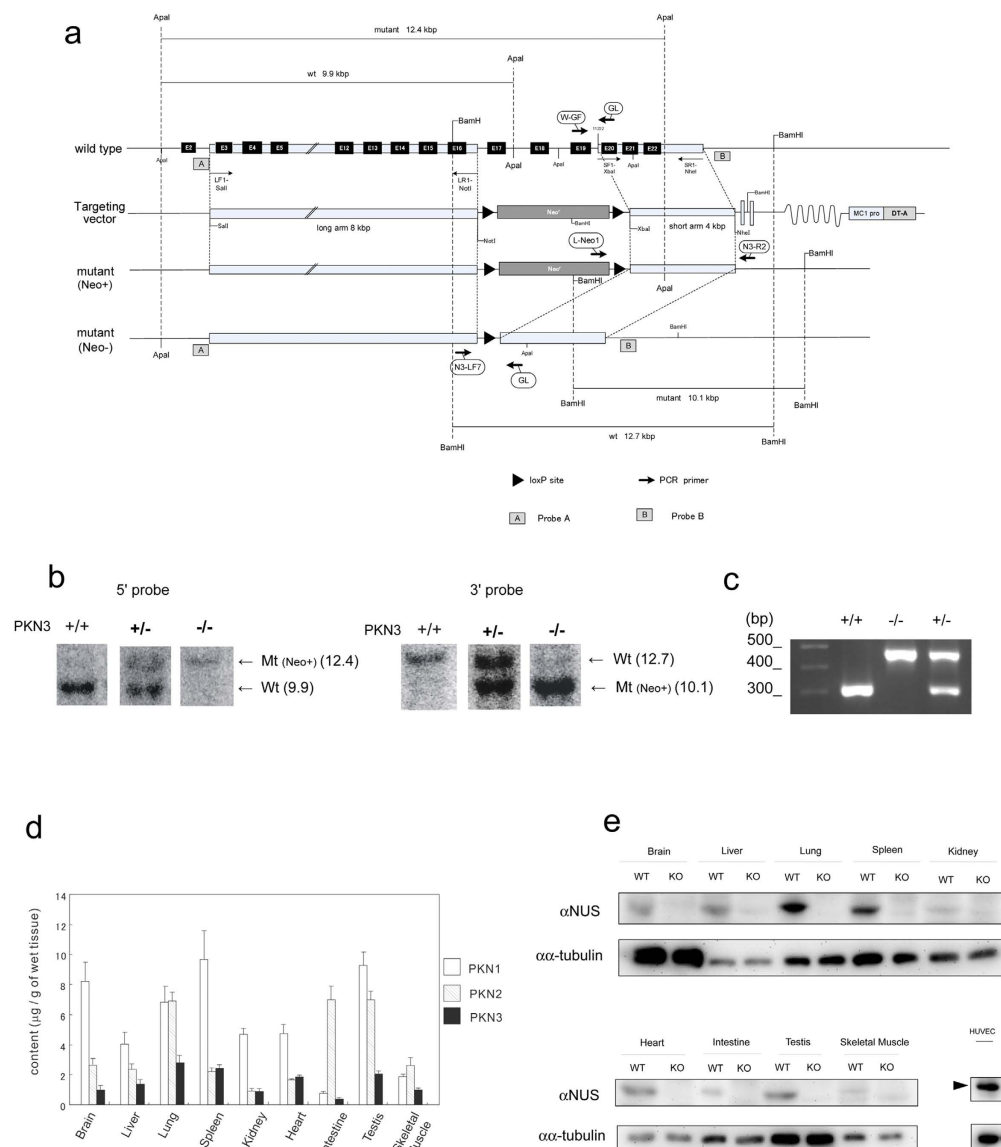 a
ApaI
ApaI
mutant 12.4 kbp
ApaI
wt 9.9 kbp
GL
W-GF
BamH
BamHI
wild type
E2
E3
E4
E5
E12
E13
E14
E15
E16
E17
E18
E19
E20
E21
E22
ApaI
ApaI
ApaI
ApaI
A
B
LF1-
SalI
LR1-
NotI
SF1-
XbaI
SR1-
NheI
BamHI
Targeting
vector
Neo^r
BamHI
MC1 pro
DT-A
SalI
long arm 8 kbp
XbaI
short arm 4 kbp
NheI
NotI
L-Neo1
N3-R2
mutant
(Neo+)
Neo^r
BamHI
ApaI
BamHI
mutant
(Neo-)
BamHI
A
ApaI
ApaI
B
N3-LF7
GL
mutant 10.1 kbp
BamHI
BamHI
wt 12.7 kbp
BamHI
BamHI
loxP site
PCR primer
A
Probe A
B
Probe B
b
5' probe
PKN3 +/+ +/- -/-
← Mt (Neo+) (12.4)
← Wt (9.9)
3' probe
PKN3 +/+ +/- -/-
← Wt (12.7)
← Mt (Neo+) (10.1)
c
(bp)
+/+ -/- +/-
500_
400_
300_
d
content (μg / g of wet tissue)
14
12
10
8
6
4
2
0
PKN1
PKN2
PKN3
Brain
Liver
Lung
Spleen
Kidney
Heart
Testis
Skeletal
e
Brain Liver Lung Spleen Kidney
WT KO WT KO WT KO WT KO WT KO
αNUS
αα-tubulin
Heart Intestine Testis Skeletal Muscle HUVEC
WT KO WT KO WT KO WT KO
αNUS
αα-tubulin